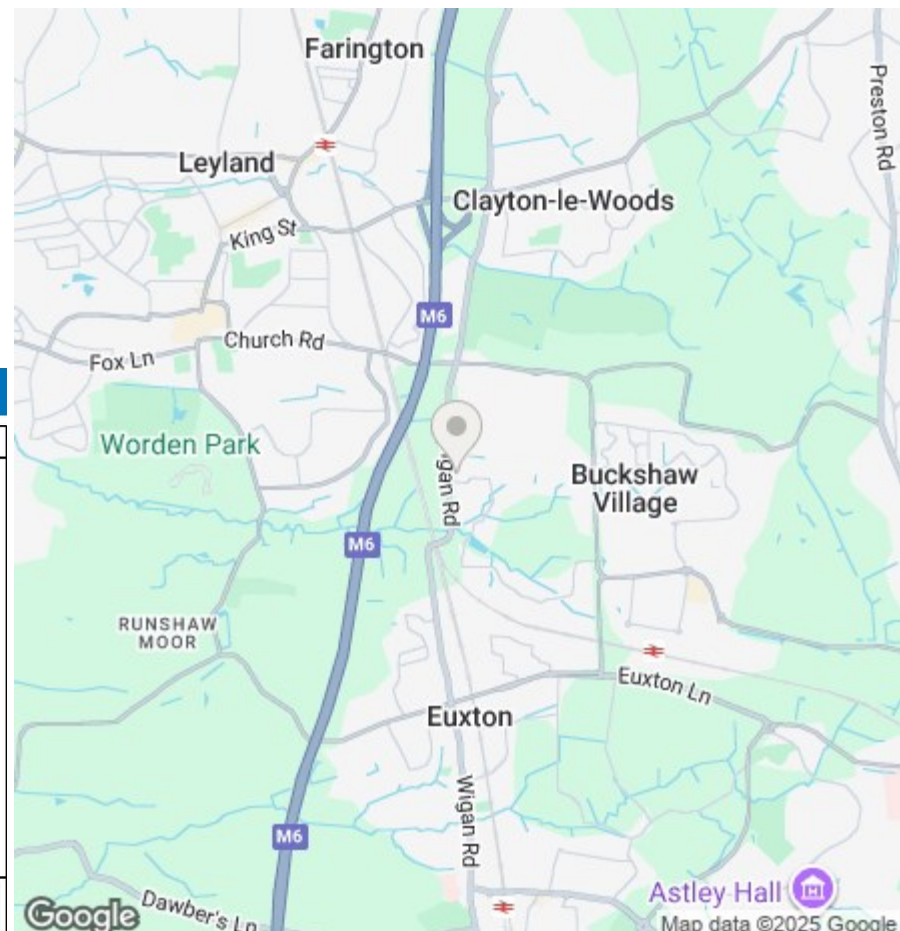 Farington
Preston Rd
Leyland
Clayton-le-Woods
King St
M6
Church Rd
Fox Ln
Worden Park
Rd
Buckshaw
Village
M6
RUNSHAW
MOOR
Euxton Ln
Euxton
Wigan Rd
M6
Astley Hall
Dawber's Ln
Google
Map data ©2025 Google